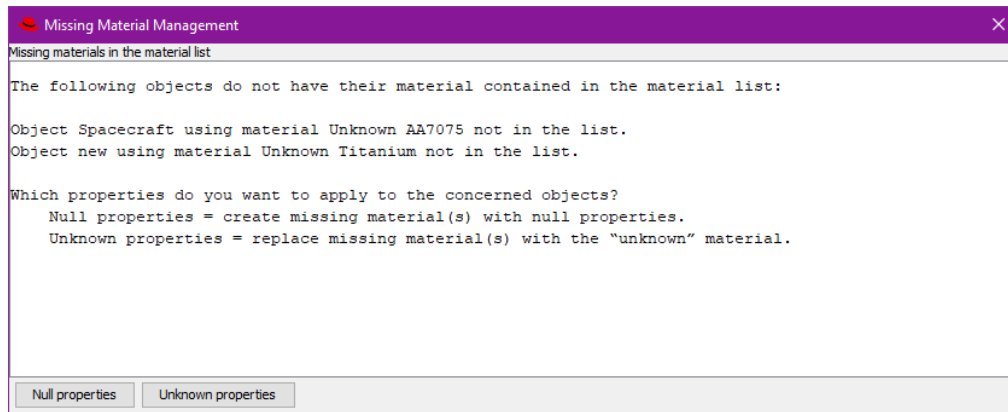 Missing Material Management
Missing materials in the material list
The following objects do not have their material contained in the material list:
Object Spacecraft using material Unknown AA7075 not in the list.
Object new using material Unknown Titanium not in the list.
Which properties do you want to apply to the concerned objects?
Null properties = create missing material(s) with null properties.
Unknown properties = replace missing material(s) with the “unknown” material.
Null properties
Unknown properties